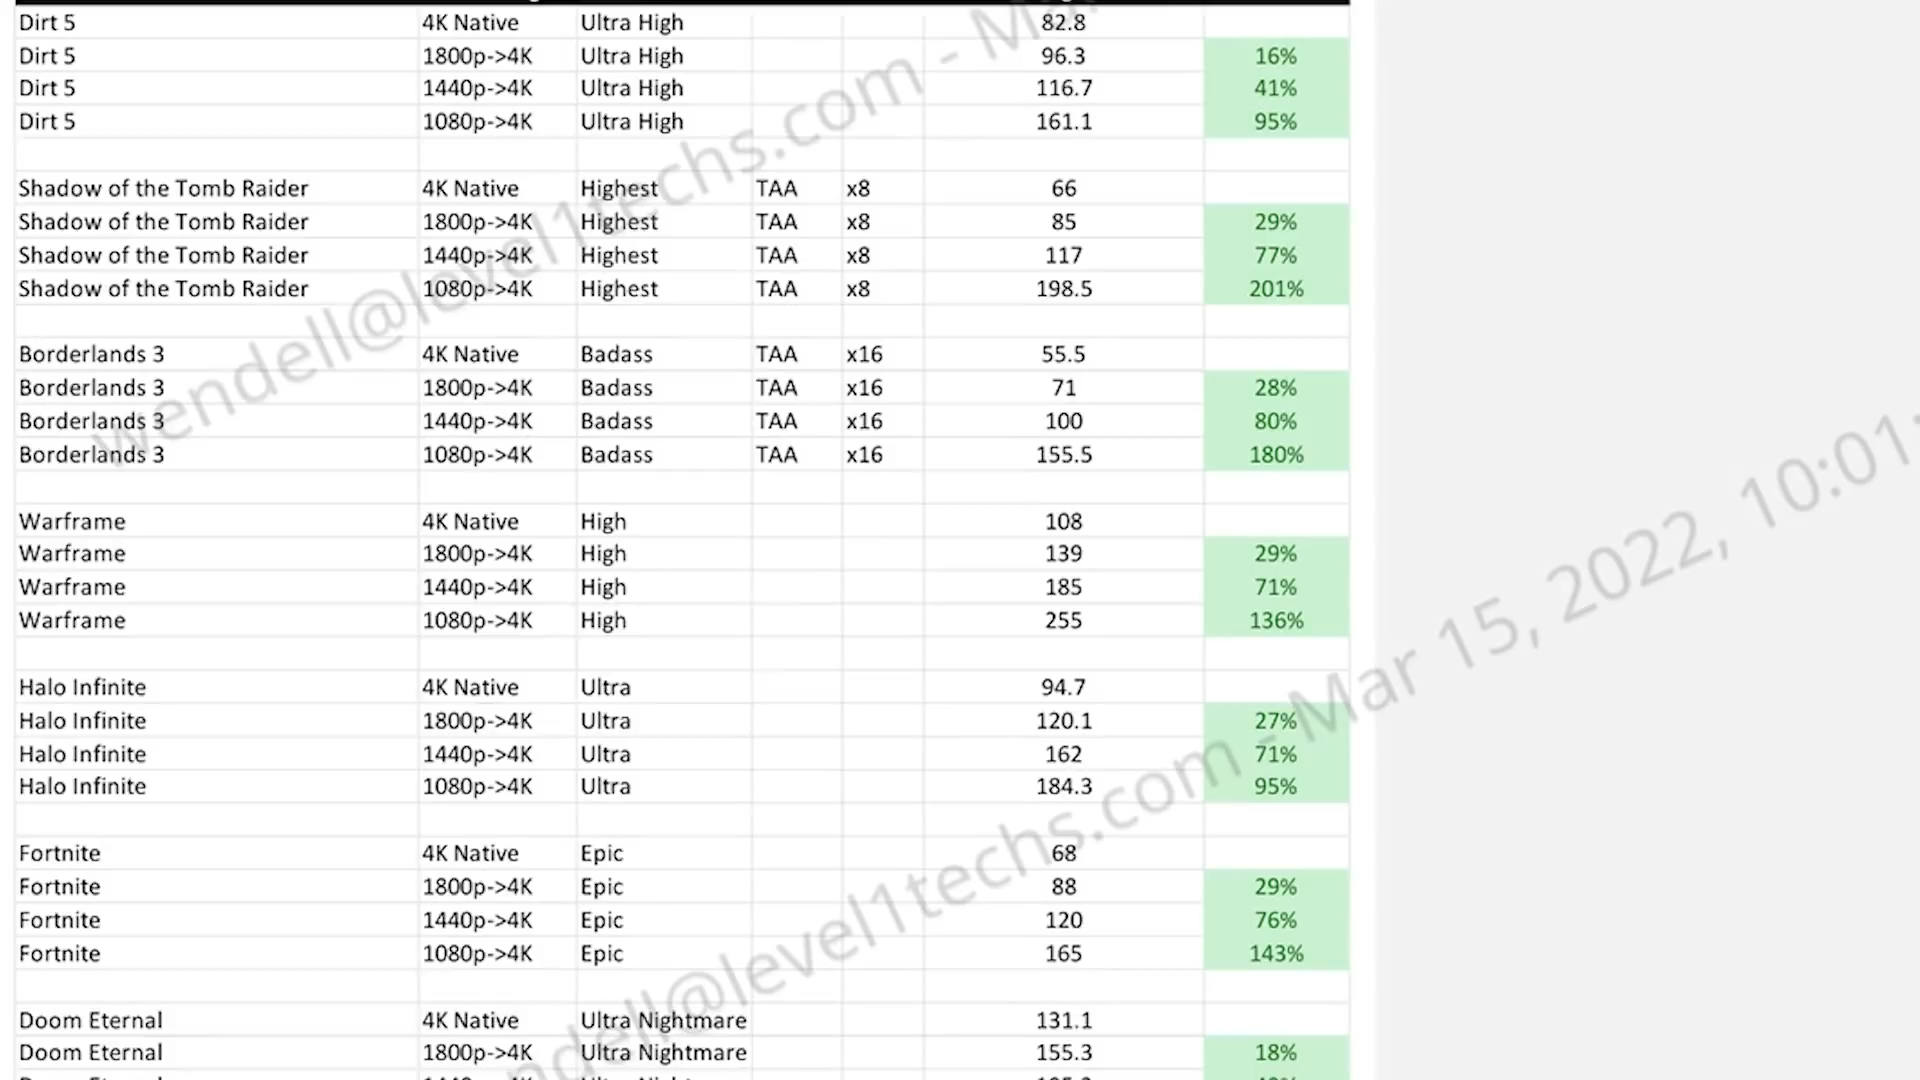 Dirt 5 4K Native Ultra High 82.8
Dirt 5 1800p->4K Ultra High 96.3 16%
Dirt 5 1440p->4K Ultra High 116.7 41%
Dirt 5 1080p->4K Ultra High 161.1 95%
Shadow of the Tomb Raider 4K Native Highest TAA x8 66
Shadow of the Tomb Raider 1800p->4K Highest TAA x8 85 29%
Shadow of the Tomb Raider 1440p->4K Highest TAA x8 117 77%
Shadow of the Tomb Raider 1080p->4K Highest TAA x8 198.5 201%
Borderlands 3 4K Native Badass TAA x16 55.5
Borderlands 3 1800p->4K Badass TAA x16 71 28%
Borderlands 3 1440p->4K Badass TAA x16 100 80%
Borderlands 3 1080p->4K Badass TAA x16 155.5 180%
Warframe 4K Native High 108
Warframe 1800p->4K High 139 29%
Warframe 1440p->4K High 185 71%
Warframe 1080p->4K High 255 136%
Halo Infinite 4K Native Ultra 94.7
Halo Infinite 1800p->4K Ultra 120.1 27%
Halo Infinite 1440p->4K Ultra 162 71%
Halo Infinite 1080p->4K Ultra 184.3 95%
Fortnite 4K Native Epic 68
Fortnite 1800p->4K Epic 88 29%
Fortnite 1440p->4K Epic 120 76%
Fortnite 1080p->4K Epic 165 143%
Doom Eternal 4K Native Ultra Nightmare 131.1
Doom Eternal 1800p->4K Ultra Nightmare 155.3 18%
wendell@level1techs.com -
ndell@level1techs.com - Mar 15, 2022, 10:01: